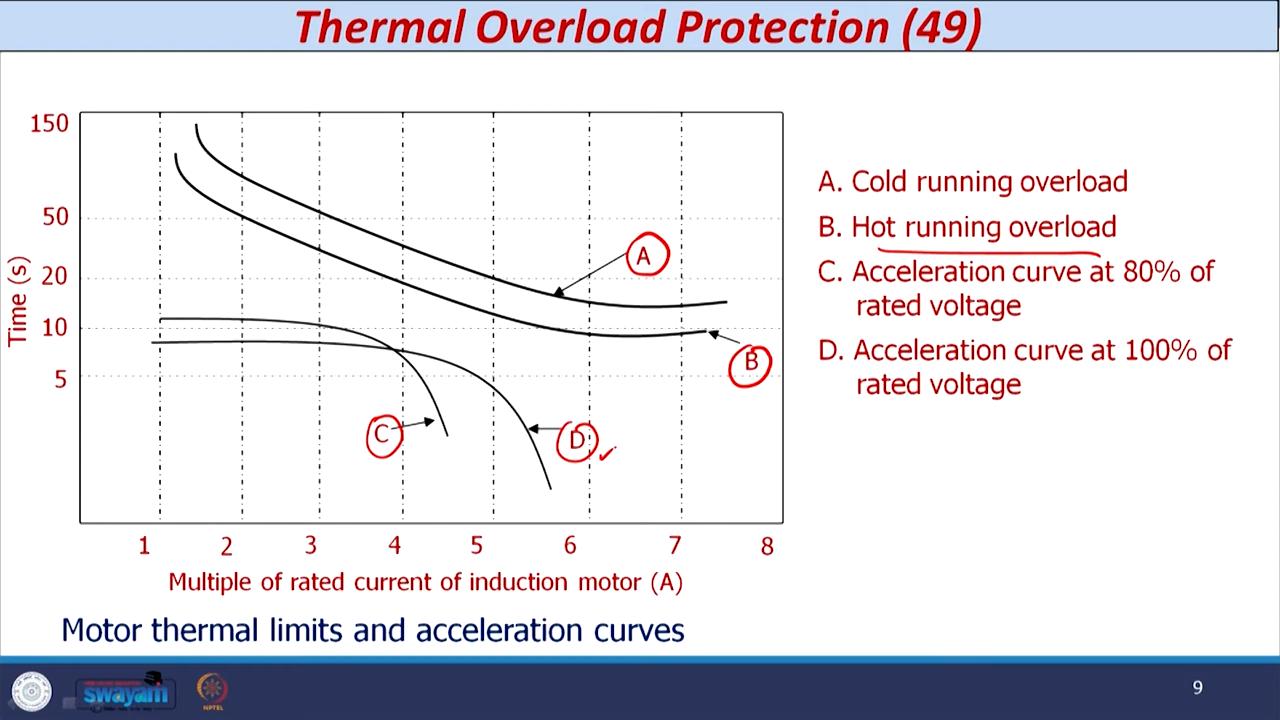 Thermal Overload Protection (49)
150
50
20
10
5
Time (s)
A
B
C
D
1 2 3 4 5 6 7 8
Multiple of rated current of induction motor (A)
Motor thermal limits and acceleration curves
A. Cold running overload
B. Hot running overload
C. Acceleration curve at 80% of
rated voltage
D. Acceleration curve at 100% of
rated voltage
swayam
NPTEL
9